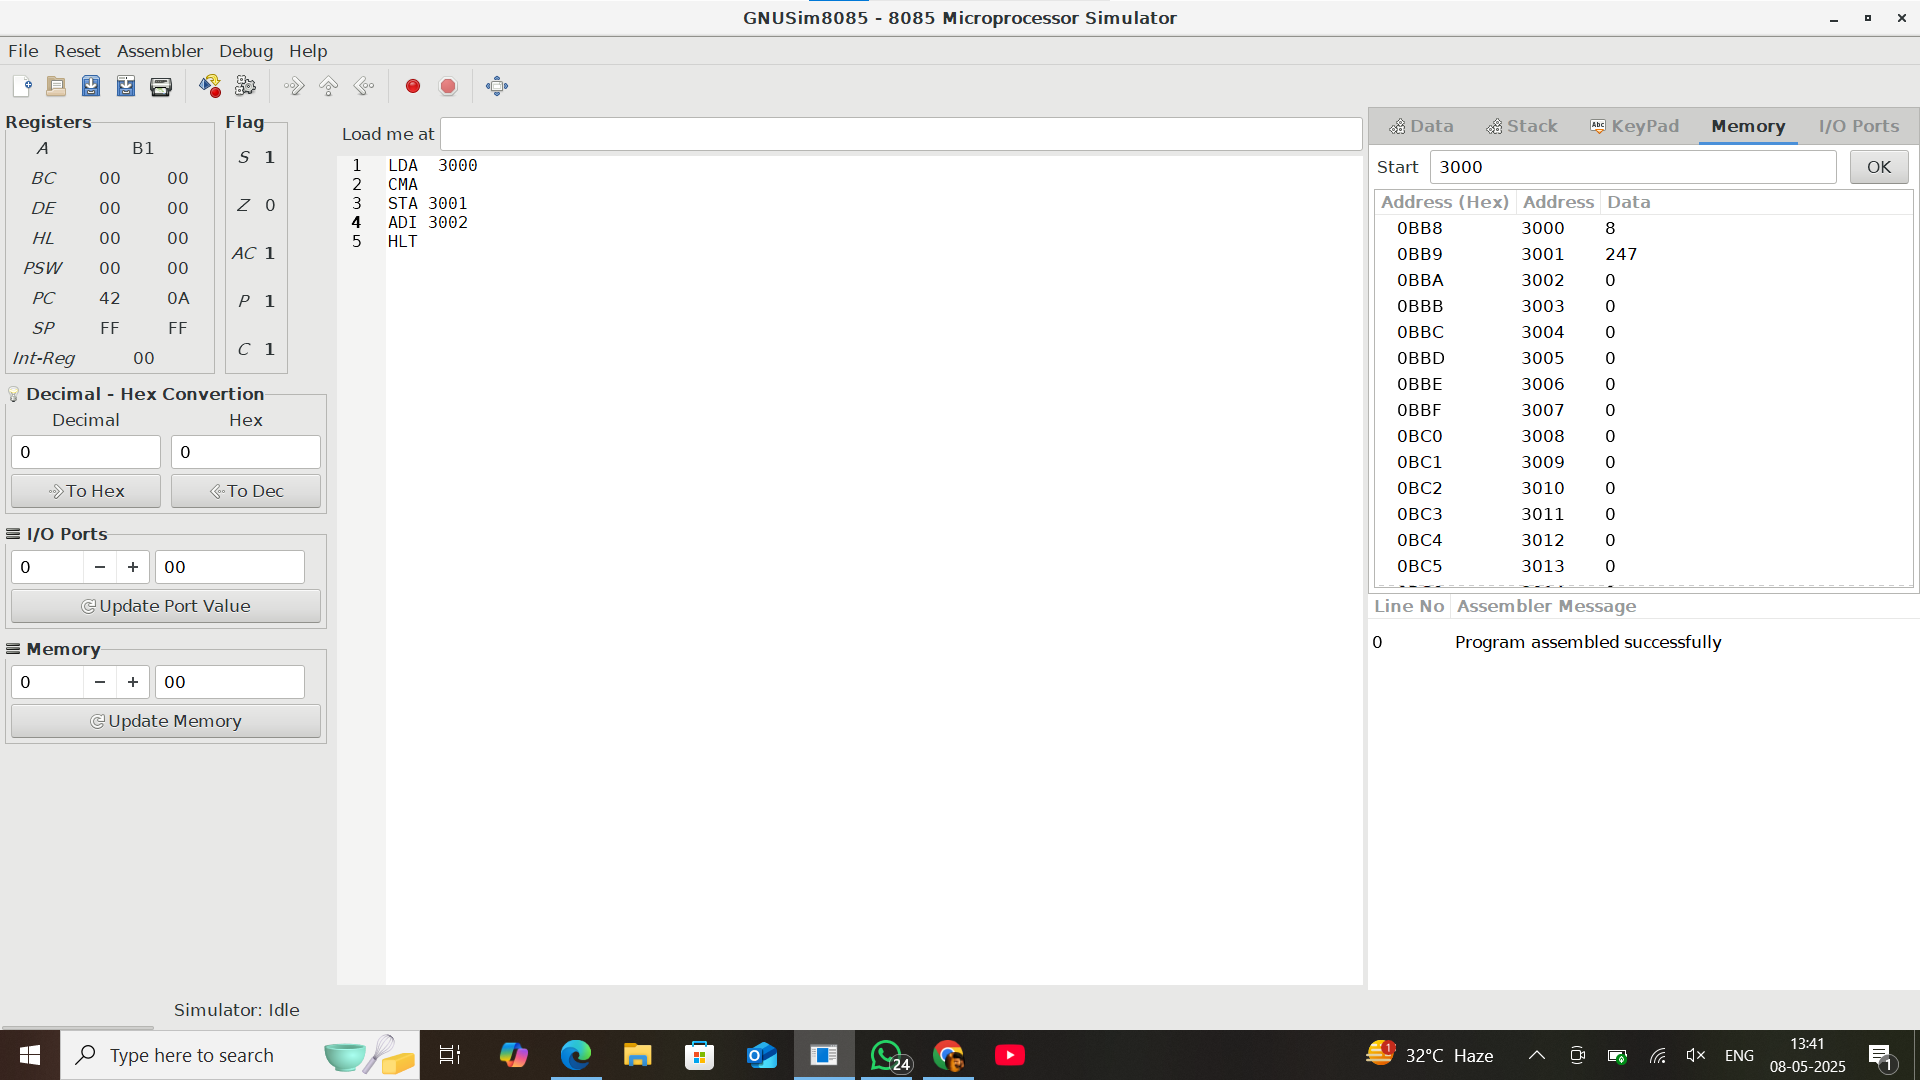 GNUSim8085 - 8085 Microprocessor Simulator
File Reset Assembler Debug Help
Registers
A B1
BC 00 00
DE 00 00
HL 00 00
PSW 00 00
PC 42 0A
SP FF FF
Int-Reg 00
Flag
S 1
Z 0
AC 1
P 1
C 1
Decimal - Hex Convertion
Decimal Hex
0 0
To Hex To Dec
I/O Ports
0 − + 00
Update Port Value
Memory
0 − + 00
Update Memory
Load me at
1 LDA  3000
2 CMA
3 STA 3001
4 ADI 3002
5 HLT
Data Stack Abc KeyPad Memory I/O Ports
Start 3000 OK
Address (Hex) Address Data
0BB8 3000 8
0BB9 3001 247
0BBA 3002 0
0BBB 3003 0
0BBC 3004 0
0BBD 3005 0
0BBE 3006 0
0BBF 3007 0
0BC0 3008 0
0BC1 3009 0
0BC2 3010 0
0BC3 3011 0
0BC4 3012 0
0BC5 3013 0
Line No Assembler Message
0 Program assembled successfully
Simulator: Idle
Type here to search
24
1 32°C Haze
ENG
13:41
08-05-2025
1